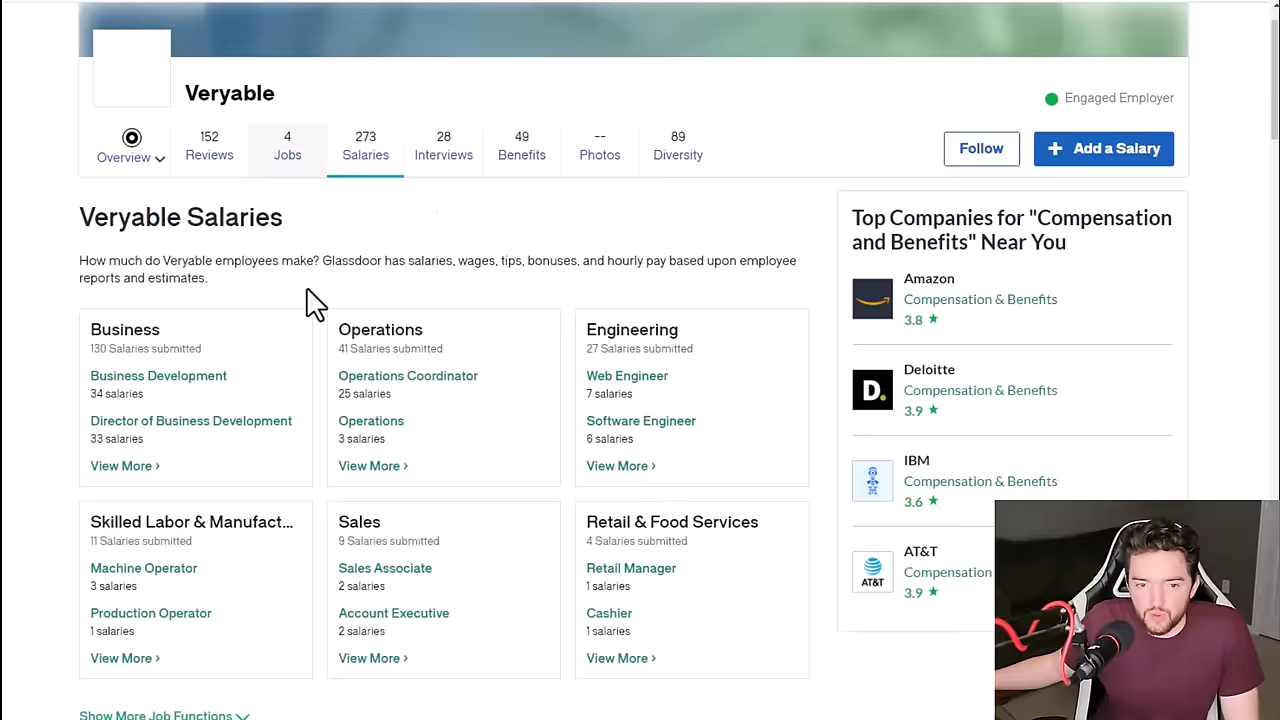 Veryable
Engaged Employer
Overview
152
Reviews
4
Jobs
273
Salaries
28
Interviews
49
Benefits
--
Photos
89
Diversity
Follow
+ Add a Salary
Veryable Salaries
How much do Veryable employees make? Glassdoor has salaries, wages, tips, bonuses, and hourly pay based upon employee
reports and estimates.
Business
130 Salaries submitted
Business Development
34 salaries
Director of Business Development
33 salaries
View More ›
Operations
41 Salaries submitted
Operations Coordinator
25 salaries
Operations
3 salaries
View More ›
Engineering
27 Salaries submitted
Web Engineer
7 salaries
Software Engineer
6 salaries
View More ›
Skilled Labor & Manufact...
11 Salaries submitted
Machine Operator
3 salaries
Production Operator
1 salaries
View More ›
Sales
9 Salaries submitted
Sales Associate
2 salaries
Account Executive
2 salaries
View More ›
Retail & Food Services
4 Salaries submitted
Retail Manager
1 salaries
Cashier
1 salaries
View More ›
Show More Job Functions
Top Companies for "Compensation
and Benefits" Near You
Amazon
Compensation & Benefits
3.8 ★
D.
Deloitte
Compensation & Benefits
3.9 ★
IBM
Compensation & Benefits
3.6 ★
AT&T
AT&T
Compensation
3.9 ★